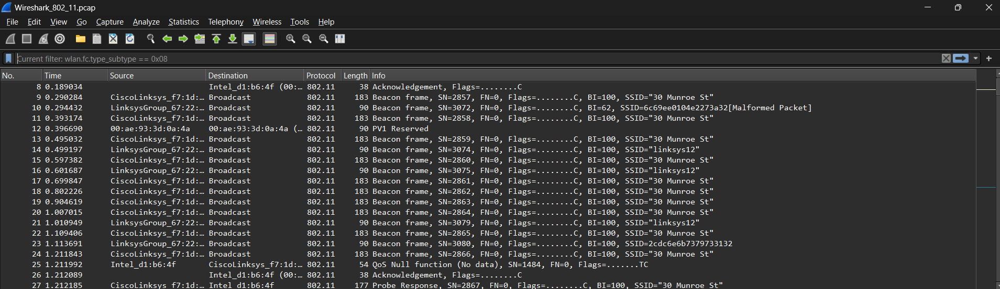 Wireshark_802_11.pcap
File Edit View Go Capture Analyze Statistics Telephony Wireless Tools Help
Current filter: wlan.fc.type_subtype == 0x08
No. Time Source Destination Protocol Length Info
8 0.189034 Intel_d1:b6:4f (00:… 802.11 38 Acknowledgement, Flags=........C
9 0.290284 CiscoLinksys_f7:1d:… Broadcast 802.11 183 Beacon frame, SN=2857, FN=0, Flags=........C, BI=100, SSID="30 Munroe St"
10 0.294432 LinksysGroup_67:22:… Broadcast 802.11 90 Beacon frame, SN=3072, FN=0, Flags=........C, BI=62, SSID=6c69ee0104e2273a32[Malformed Packet]
11 0.393174 CiscoLinksys_f7:1d:… Broadcast 802.11 183 Beacon frame, SN=2858, FN=0, Flags=........C, BI=100, SSID="30 Munroe St"
12 0.396690 00:ae:93:3d:0a:4a 00:ae:93:3d:0a:4a (… 802.11 90 PV1 Reserved
13 0.495032 CiscoLinksys_f7:1d:… Broadcast 802.11 183 Beacon frame, SN=2859, FN=0, Flags=........C, BI=100, SSID="30 Munroe St"
14 0.499197 LinksysGroup_67:22:… Broadcast 802.11 90 Beacon frame, SN=3074, FN=0, Flags=........C, BI=100, SSID="linksys12"
15 0.597382 CiscoLinksys_f7:1d:… Broadcast 802.11 183 Beacon frame, SN=2860, FN=0, Flags=........C, BI=100, SSID="30 Munroe St"
16 0.601687 LinksysGroup_67:22:… Broadcast 802.11 90 Beacon frame, SN=3075, FN=0, Flags=........C, BI=100, SSID="linksys12"
17 0.699847 CiscoLinksys_f7:1d:… Broadcast 802.11 183 Beacon frame, SN=2861, FN=0, Flags=........C, BI=100, SSID="30 Munroe St"
18 0.802226 CiscoLinksys_f7:1d:… Broadcast 802.11 183 Beacon frame, SN=2862, FN=0, Flags=........C, BI=100, SSID="30 Munroe St"
19 0.904619 CiscoLinksys_f7:1d:… Broadcast 802.11 183 Beacon frame, SN=2863, FN=0, Flags=........C, BI=100, SSID="30 Munroe St"
20 1.007015 CiscoLinksys_f7:1d:… Broadcast 802.11 183 Beacon frame, SN=2864, FN=0, Flags=........C, BI=100, SSID="30 Munroe St"
21 1.010949 LinksysGroup_67:22:… Broadcast 802.11 90 Beacon frame, SN=3079, FN=0, Flags=........C, BI=100, SSID="linksys12"
22 1.109406 CiscoLinksys_f7:1d:… Broadcast 802.11 183 Beacon frame, SN=2865, FN=0, Flags=........C, BI=100, SSID="30 Munroe St"
23 1.113691 LinksysGroup_67:22:… Broadcast 802.11 90 Beacon frame, SN=3080, FN=0, Flags=........C, BI=100, SSID=2cdc6e6b7379733132
24 1.211843 CiscoLinksys_f7:1d:… Broadcast 802.11 183 Beacon frame, SN=2866, FN=0, Flags=........C, BI=100, SSID="30 Munroe St"
25 1.211992 Intel_d1:b6:4f CiscoLinksys_f7:1d:… 802.11 54 QoS Null function (No data), SN=1484, FN=0, Flags=.......TC
26 1.212089 Intel_d1:b6:4f (00:… 802.11 38 Acknowledgement, Flags=........C
27 1.212185 CiscoLinksys_f7:1d:… Intel_d1:b6:4f 802.11 177 Probe Response, SN=2867, FN=0, Flags=........C, BI=100, SSID="30 Munroe St"